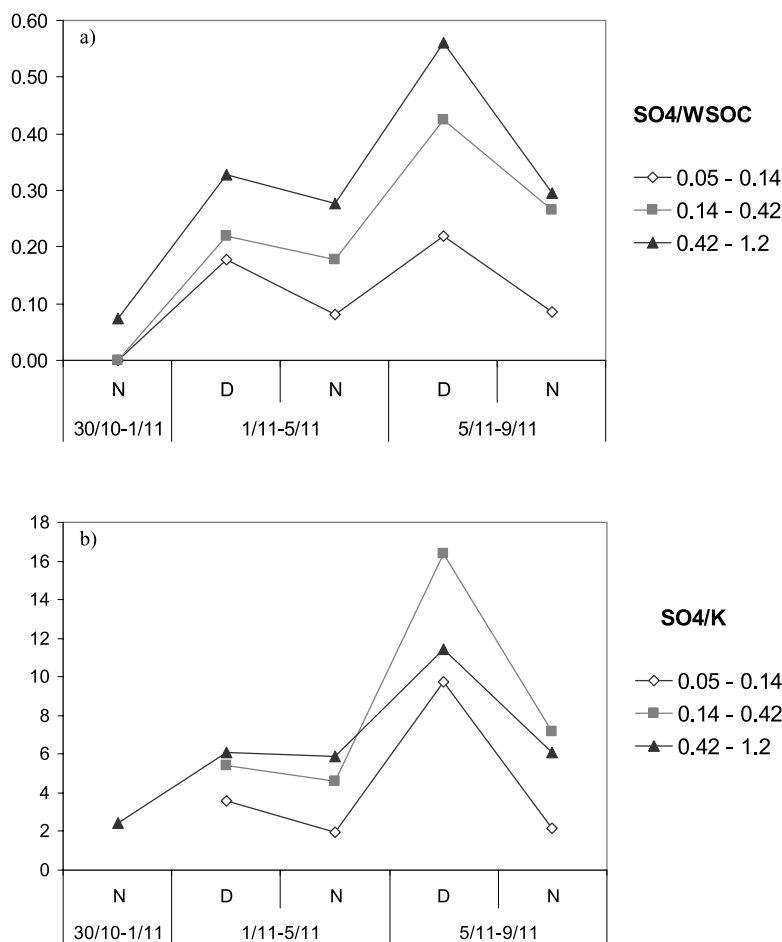 a)
0.60
0.50
0.40
0.30
0.20
0.10
0.00
N D N D N
30/10-1/11 1/11-5/11 5/11-9/11
SO4/WSOC
0.05 - 0.14
0.14 - 0.42
0.42 - 1.2
b)
18
16
14
12
10
8
6
4
2
0
N D N D N
30/10-1/11 1/11-5/11 5/11-9/11
SO4/K
0.05 - 0.14
0.14 - 0.42
0.42 - 1.2